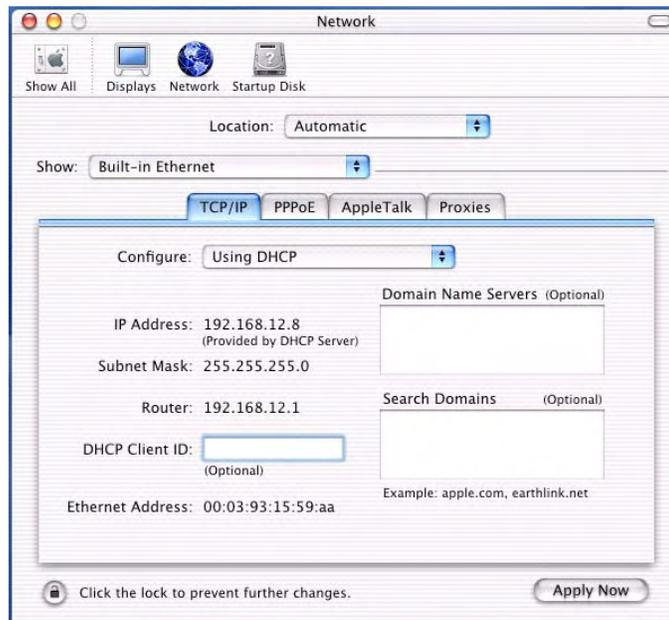 Network
Show All Displays Network Startup Disk
Location: Automatic
Show: Built-in Ethernet
TCP/IP PPPoE AppleTalk Proxies
Configure: Using DHCP
Domain Name Servers (Optional)
IP Address: 192.168.12.8
(Provided by DHCP Server)
Subnet Mask: 255.255.255.0
Search Domains (Optional)
Router: 192.168.12.1
DHCP Client ID:
(Optional)
Example: apple.com, earthlink.net
Ethernet Address: 00:03:93:15:59:aa
Click the lock to prevent further changes.
Apply Now